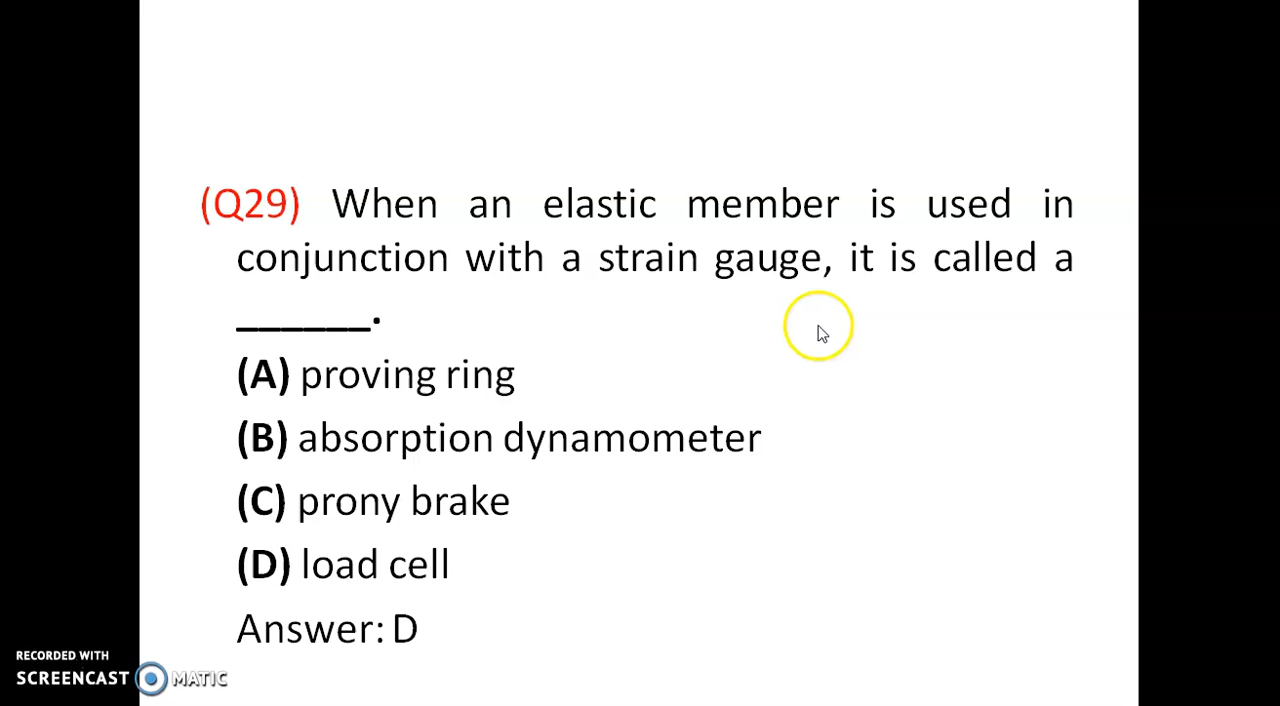 (Q29) When an elastic member is used in
conjunction with a strain gauge, it is called a
______.
(A) proving ring
(B) absorption dynamometer
(C) prony brake
(D) load cell
Answer: D
RECORDED WITH
SCREENCAST MATIC